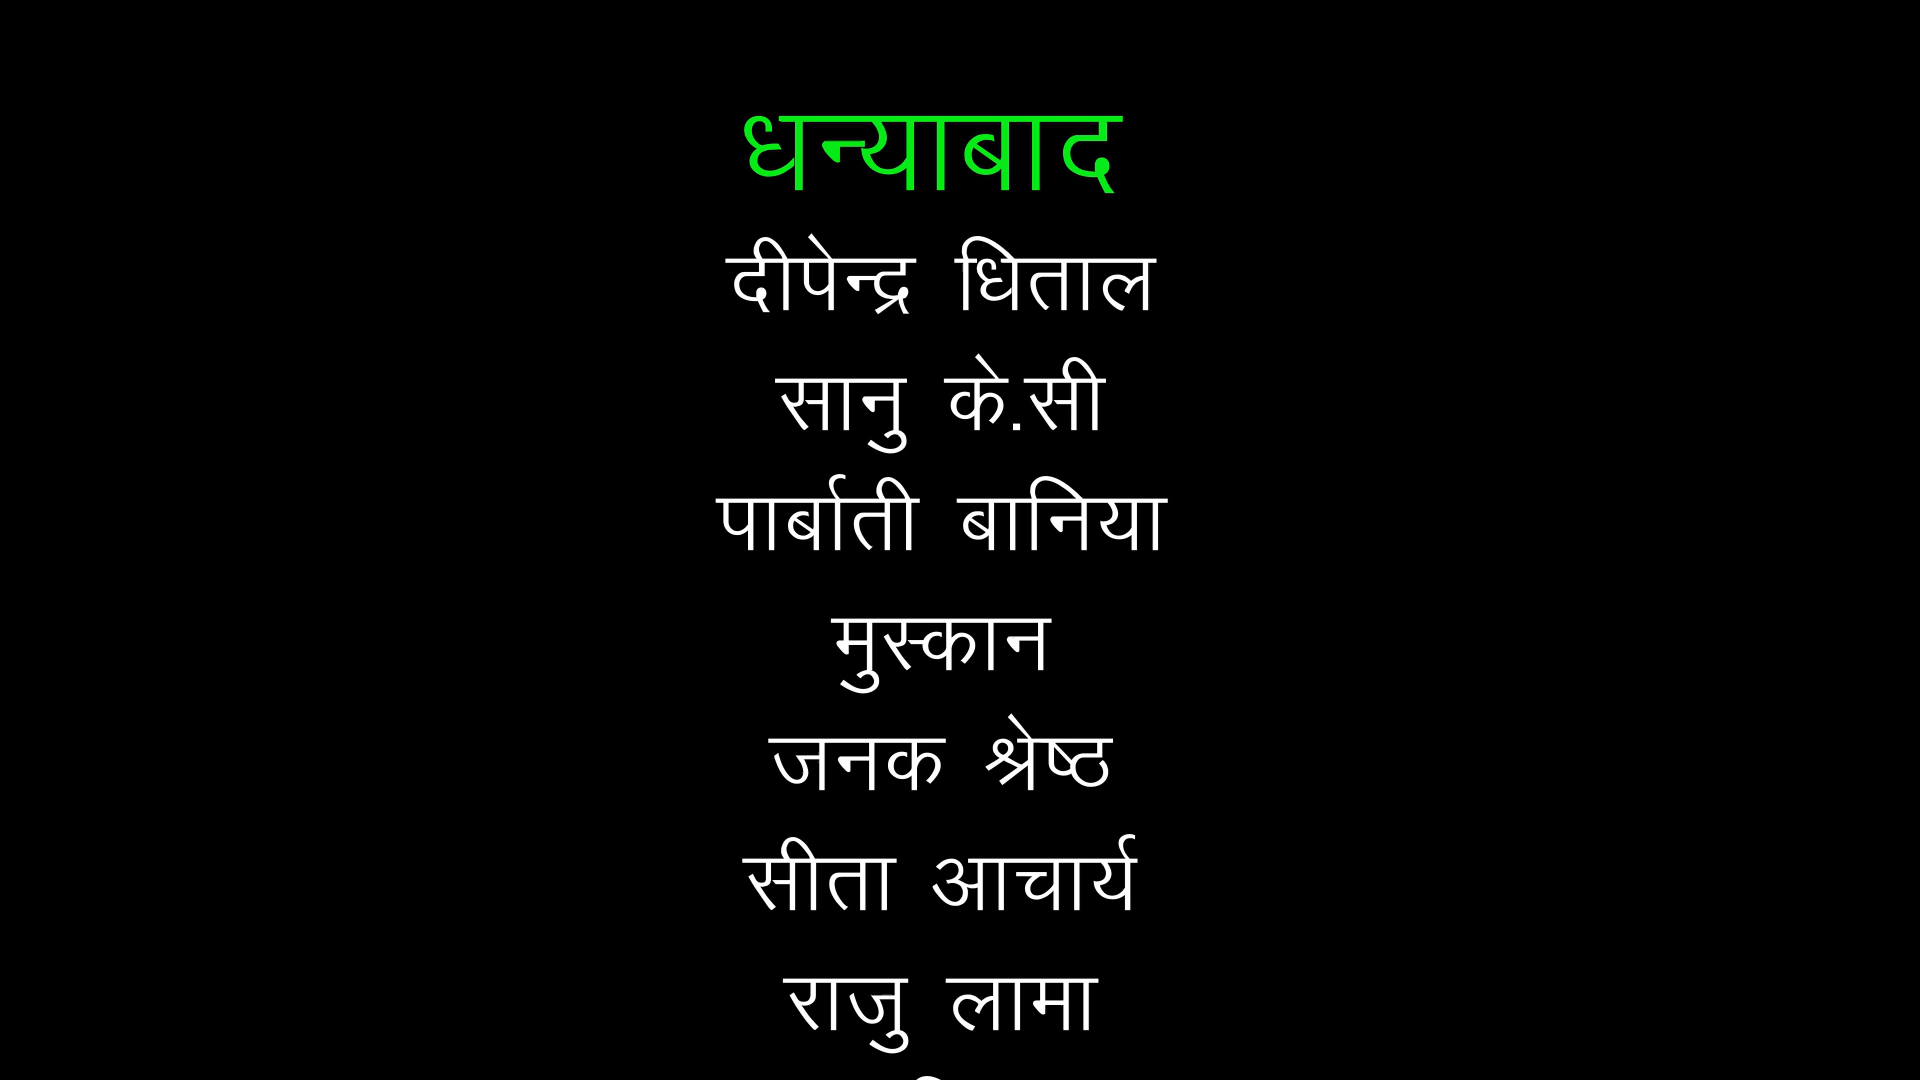 धन्याबाद
दीपेन्द्र धिताल
सानु के.सी
पार्बाती बानिया
मुस्कान
जनक श्रेष्ठ
सीता आचार्य
राजु लामा